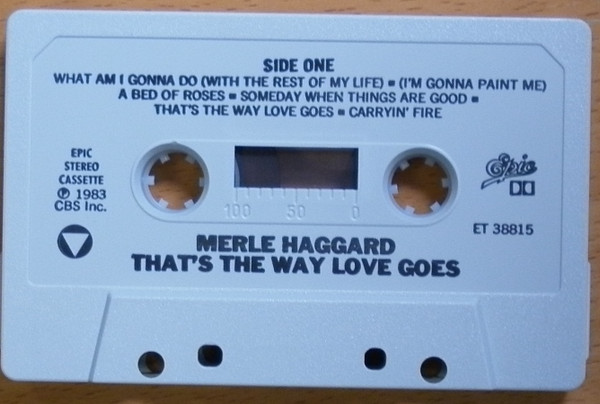 SIDE ONE
WHAT AM I GONNA DO (WITH THE REST OF MY LIFE) ▪ (I'M GONNA PAINT ME)
A BED OF ROSES ▪ SOMEDAY WHEN THINGS ARE GOOD ▪
THAT'S THE WAY LOVE GOES ▪ CARRYIN' FIRE
EPIC
STEREO
CASSETTE
℗ 1983
CBS Inc.
100 50 0
Epic
ET 38815
MERLE HAGGARD
THAT'S THE WAY LOVE GOES